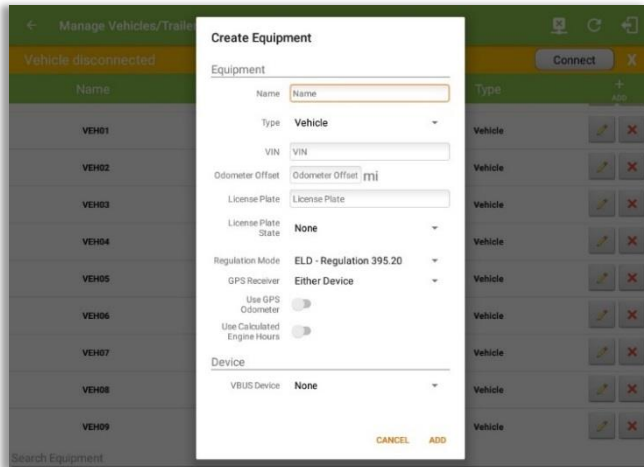 Manage Vehicles/Traile
Vehicle disconnected
Connect X
Name Type + ADD
VEH01 Vehicle
VEH02 Vehicle
VEH03 Vehicle
VEH04 Vehicle
VEH05 Vehicle
VEH06 Vehicle
VEH07 Vehicle
VEH08 Vehicle
VEH09 Vehicle
Search Equipment
Create Equipment
Equipment
Name Name
Type Vehicle
VIN VIN
Odometer Offset Odometer Offset mi
License Plate License Plate
License Plate
State None
Regulation Mode ELD - Regulation 395.20
GPS Receiver Either Device
Use GPS
Odometer
Use Calculated
Engine Hours
Device
VBUS Device None
CANCEL ADD